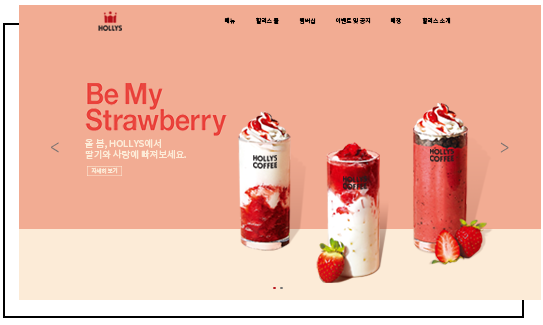 HOLLYS
메뉴 할리스 몰 멤버십 이벤트 및 공지 매장 할리스 소개
Be My
Strawberry
올 봄, HOLLYS에서
딸기와 사랑에 빠져보세요.
자세히 보기
HOLLYS
COFFEE
HOLLYS
COFFEE
HOLLYS
COFFEE